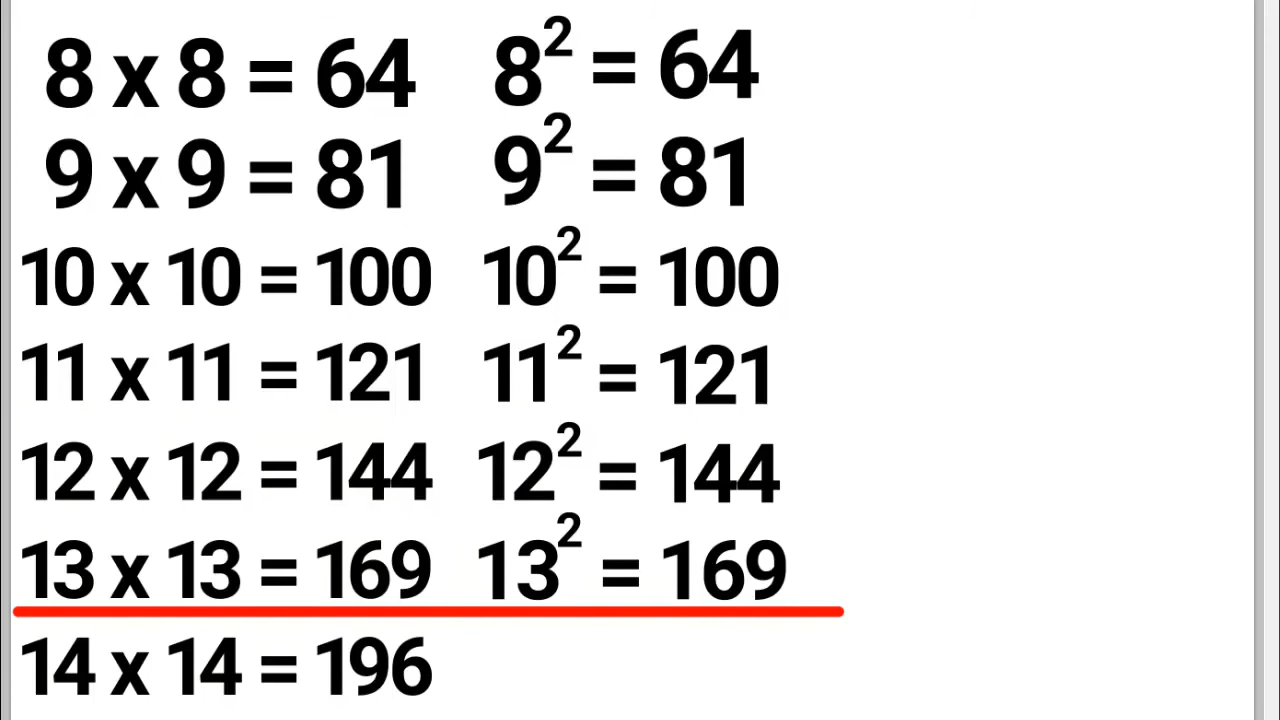 8 x 8 = 64 8² = 64
9 x 9 = 81 9² = 81
10 x 10 = 100 10² = 100
11 x 11 = 121 11² = 121
12 x 12 = 144 12² = 144
13 x 13 = 169 13² = 169
14 x 14 = 196